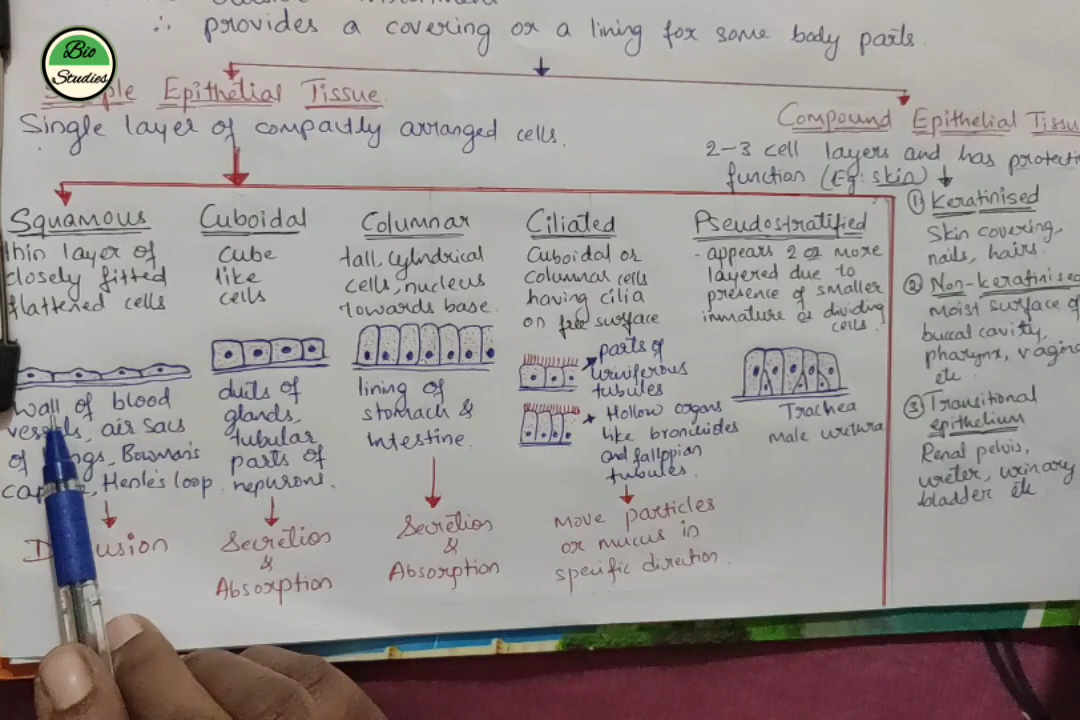 ∴ provides a covering or a lining for some body parts.
Bio
Studies
Epithelial Tissue
Single layer of compactly arranged cells.
Compound Epithelial Tissu
2-3 cell layers and has protecti
function (Eg: skin)
Squamous
thin layer of
closely fitted
flattened cells
wall of blood
vessels, air sacs
of Bowman's
Henle's loop
Cuboidal
Cube
like
cells
ducts of
glands,
tubular
parts of
nephrons.
Secretion
&
Absorption
Columnar
tall, cylindrical
cells, nucleus
towards base.
lining of
stomach &
Intestine.
Secretion
&
Absorption
Ciliated
Cuboidal or
columnar cells
having cilia
on free surface
parts of
uriniferous
tubules
Hollow organs
like bronchioles
and fallopian
tubules.
Move particles
or mucus in
specific direction.
Pseudostratified
- appears 2 or more
layered due to
presence of smaller
immature or dividing
cells.
Trachea
Male urethra
① Keratinised
Skin covering,
nails, hairs.
② Non-keratinised
moist surface of
buccal cavity,
pharynx, vagina
etc
③ Transitional
epithelium
Renal pelvis,
ureter, urinary
bladder etc